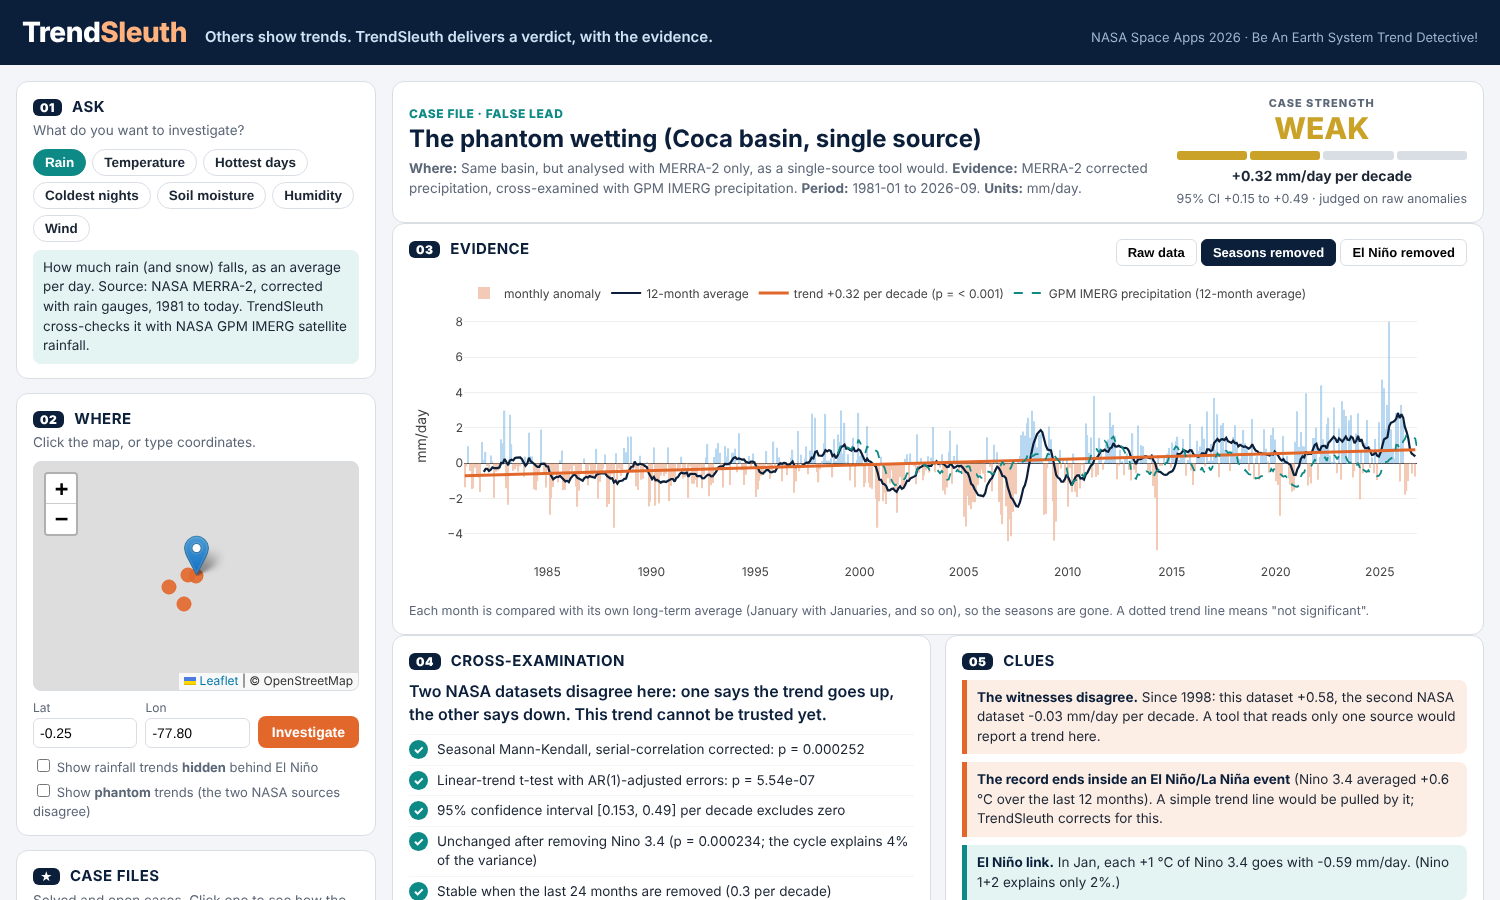 TrendSleuth
Others show trends. TrendSleuth delivers a verdict, with the evidence.
NASA Space Apps 2026 · Be An Earth System Trend Detective!
01 ASK
What do you want to investigate?
Rain
Temperature
Hottest days
Coldest nights
Soil moisture
Humidity
Wind
How much rain (and snow) falls, as an average
per day. Source: NASA MERRA-2, corrected
with rain gauges, 1981 to today. TrendSleuth
cross-checks it with NASA GPM IMERG satellite
rainfall.
02 WHERE
Click the map, or type coordinates.
+
−
Leaflet | © OpenStreetMap
Lat
Lon
-0.25
-77.80
Investigate
Show rainfall trends hidden behind El Niño
Show phantom trends (the two NASA sources
disagree)
★ CASE FILES
CASE FILE · FALSE LEAD
The phantom wetting (Coca basin, single source)
Where: Same basin, but analysed with MERRA-2 only, as a single-source tool would. Evidence: MERRA-2 corrected
precipitation, cross-examined with GPM IMERG precipitation. Period: 1981-01 to 2026-09. Units: mm/day.
CASE STRENGTH
WEAK
+0.32 mm/day per decade
95% CI +0.15 to +0.49 · judged on raw anomalies
03 EVIDENCE
Raw data
Seasons removed
El Niño removed
monthly anomaly
12-month average
trend +0.32 per decade (p = < 0.001)
GPM IMERG precipitation (12-month average)
mm/day
8
6
4
2
0
−2
−4
1985
1990
1995
2000
2005
2010
2015
2020
2025
Each month is compared with its own long-term average (January with Januaries, and so on), so the seasons are gone. A dotted trend line means "not significant".
04 CROSS-EXAMINATION
Two NASA datasets disagree here: one says the trend goes up,
the other says down. This trend cannot be trusted yet.
Seasonal Mann-Kendall, serial-correlation corrected: p = 0.000252
Linear-trend t-test with AR(1)-adjusted errors: p = 5.54e-07
95% confidence interval [0.153, 0.49] per decade excludes zero
Unchanged after removing Nino 3.4 (p = 0.000234; the cycle explains 4%
of the variance)
Stable when the last 24 months are removed (0.3 per decade)
05 CLUES
The witnesses disagree. Since 1998: this dataset +0.58, the second NASA
dataset -0.03 mm/day per decade. A tool that reads only one source would
report a trend here.
The record ends inside an El Niño/La Niña event (Nino 3.4 averaged +0.6
°C over the last 12 months). A simple trend line would be pulled by it;
TrendSleuth corrects for this.
El Niño link. In Jan, each +1 °C of Nino 3.4 goes with -0.59 mm/day. (Nino
1+2 explains only 2%.)